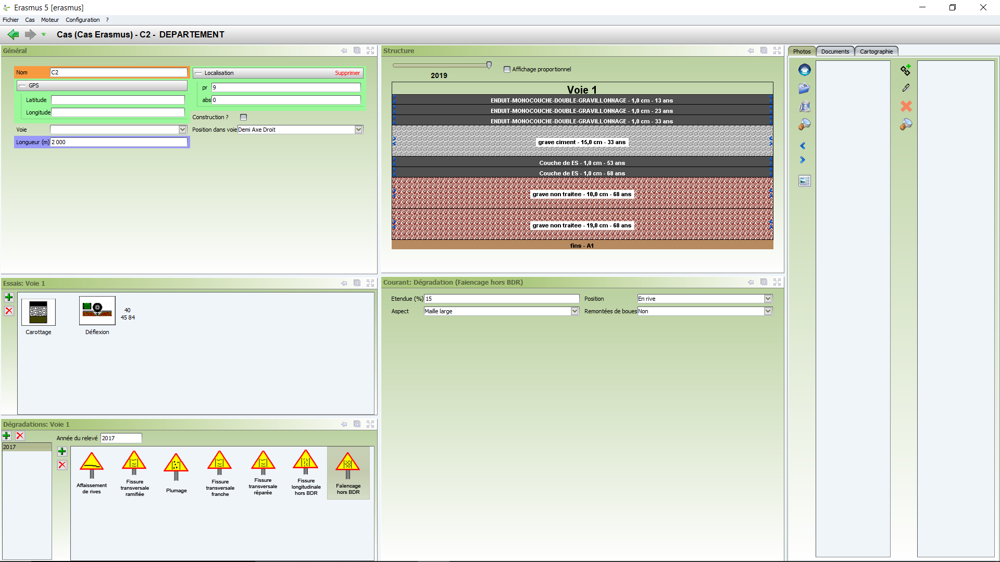 Erasmus 5 [erasmus]
Fichier Cas Moteur Configuration ?
Cas (Cas Erasmus) - C2 - DEPARTEMENT
Général
Nom C2
GPS
Latitude
Longitude
Voie
Longueur (m) 2 000
Localisation Supprimer
pr 9
abs 0
Construction ?
Position dans voie Demi Axe Droit
Structure
2019
Affichage proportionnel
Voie 1
ENDUIT-MONOCOUCHE-DOUBLE-GRAVILLONNAGE - 1,0 cm - 13 ans
ENDUIT-MONOCOUCHE-DOUBLE-GRAVILLONNAGE - 1,0 cm - 23 ans
ENDUIT-MONOCOUCHE-DOUBLE-GRAVILLONNAGE - 1,0 cm - 33 ans
grave ciment - 15,0 cm - 33 ans
Couche de ES - 1,0 cm - 53 ans
Couche de ES - 1,0 cm - 68 ans
grave non traitee - 10,0 cm - 68 ans
grave non traitee - 19,0 cm - 68 ans
fins - A1
Photos Documents Cartographie
Essais: Voie 1
Carottage
Déflexion
40
45 84
Courant: Dégradation (Faiencage hors BDR)
Etendue (%) 15 Position En rive
Aspect Maille large Remontées de boues Non
Dégradations: Voie 1
2017
Année du relevé 2017
Affaissement
de rives
Fissure
transversale
ramifiée
Plumage
Fissure
transversale
franche
Fissure
transversale
réparée
Fissure
longitudinale
hors BDR
Faïencage
hors BDR